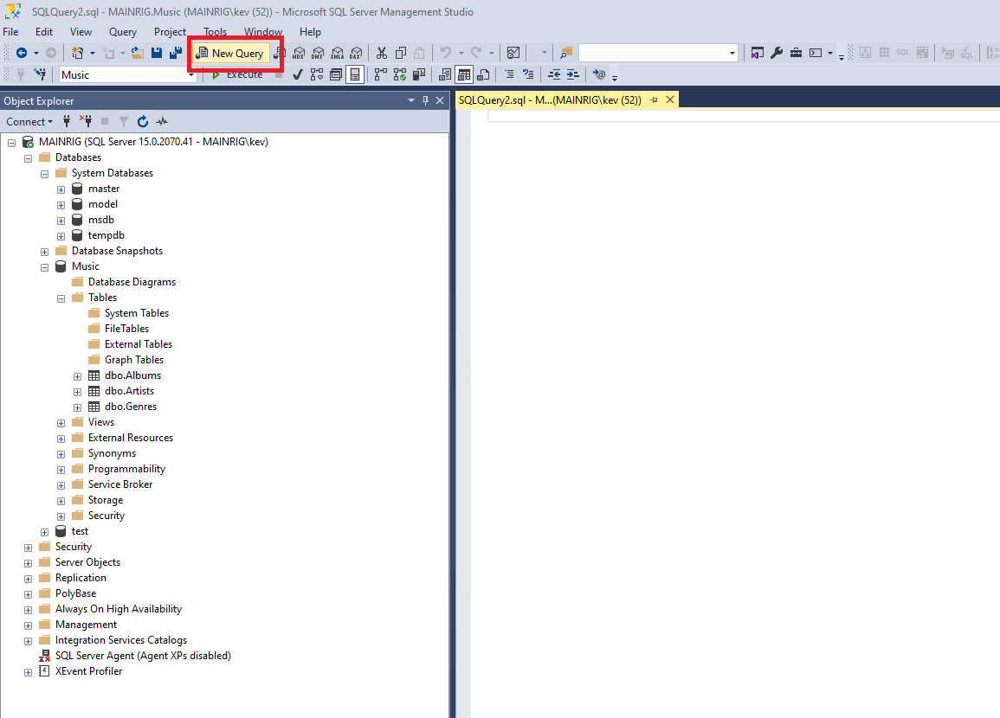 SQLQuery2.sql - MAINRIG.Music (MAINRIG\kev (52)) - Microsoft SQL Server Management Studio
File Edit View Query Project Tools Window Help
New Query MDX DMX XMLA DAX SQL SQL
Music Execute
Object Explorer
SQLQuery2.sql - M...(MAINRIG\kev (52))
Connect
MAINRIG (SQL Server 15.0.2070.41 - MAINRIG\kev)
Databases
System Databases
master
model
msdb
tempdb
Database Snapshots
Music
Database Diagrams
Tables
System Tables
FileTables
External Tables
Graph Tables
dbo.Albums
dbo.Artists
dbo.Genres
Views
External Resources
Synonyms
Programmability
Service Broker
Storage
Security
test
Security
Server Objects
Replication
PolyBase
Always On High Availability
Management
Integration Services Catalogs
SQL Server Agent (Agent XPs disabled)
XEvent Profiler